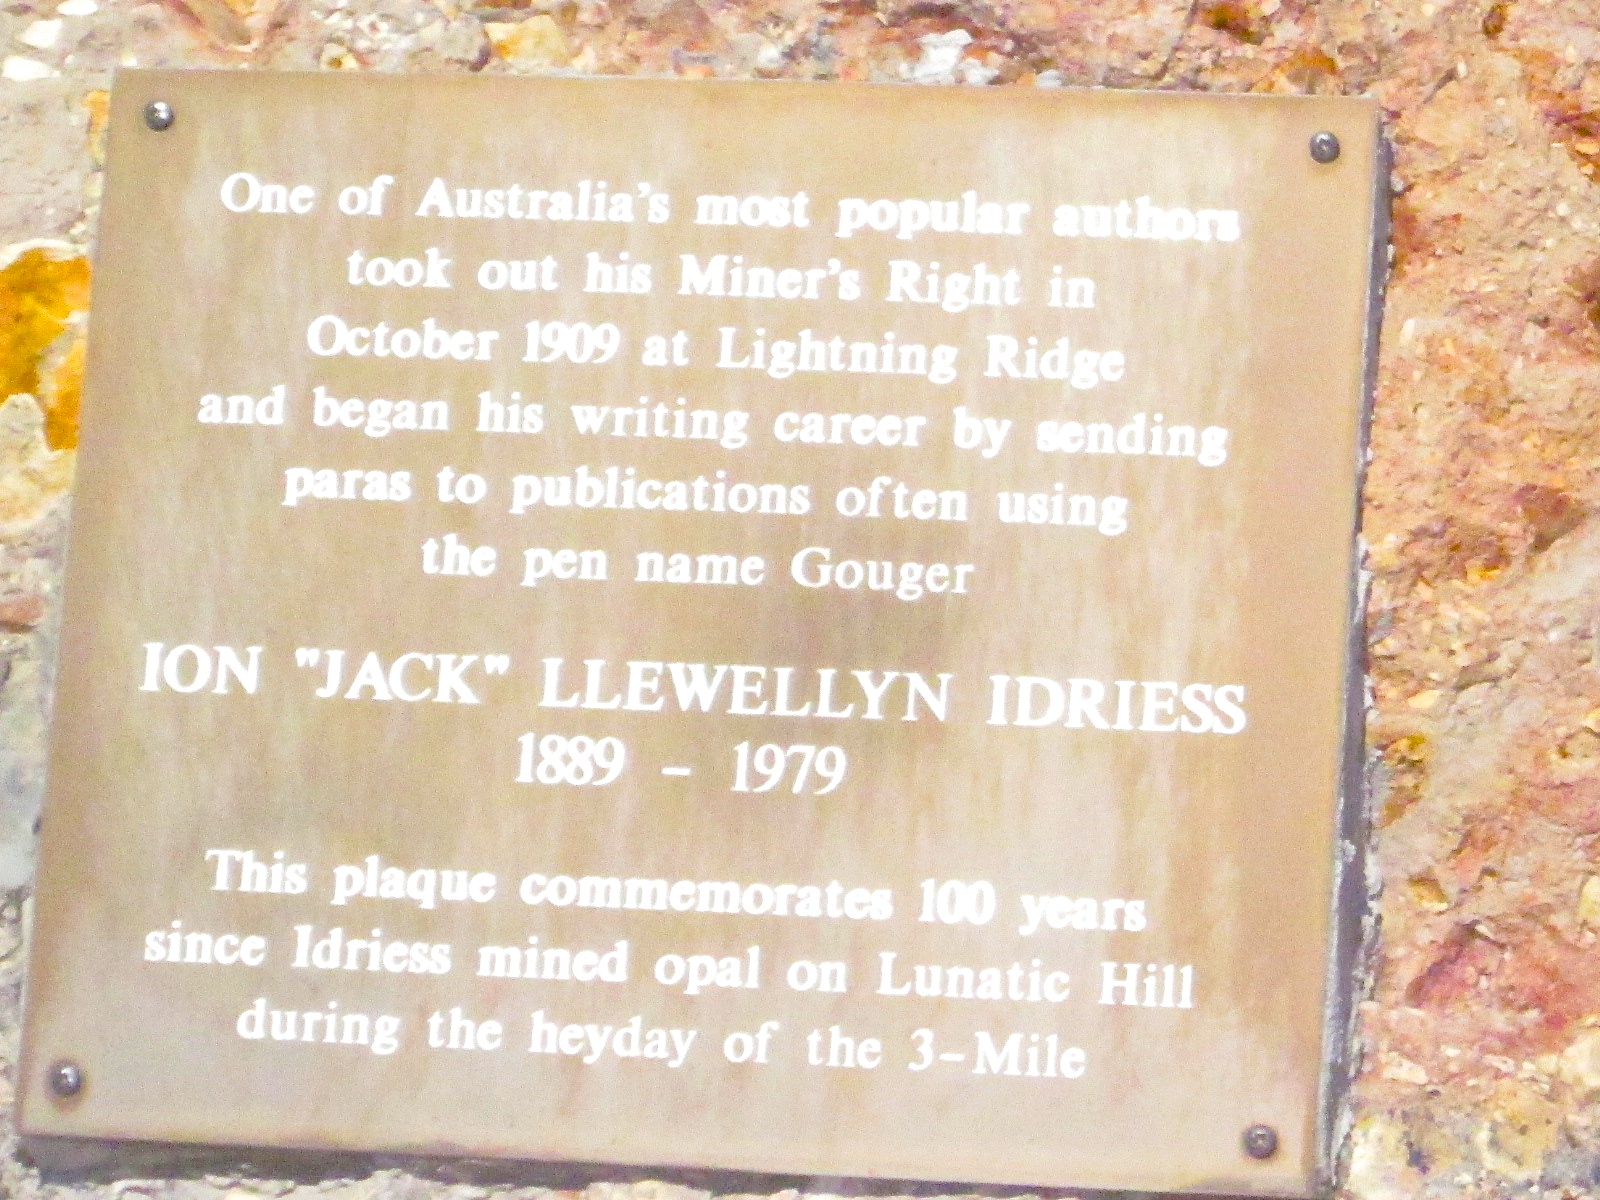 One of Australia's most popular authors
took out his Miner's Right in
October 1909 at Lightning Ridge
and began his writing career by sending
paras to publications often using
the pen name Gouger
ION "JACK" LLEWELLYN IDRIESS
1889 - 1979
This plaque commemorates 100 years
since Idriess mined opal on Lunatic Hill
during the heyday of the 3-Mile